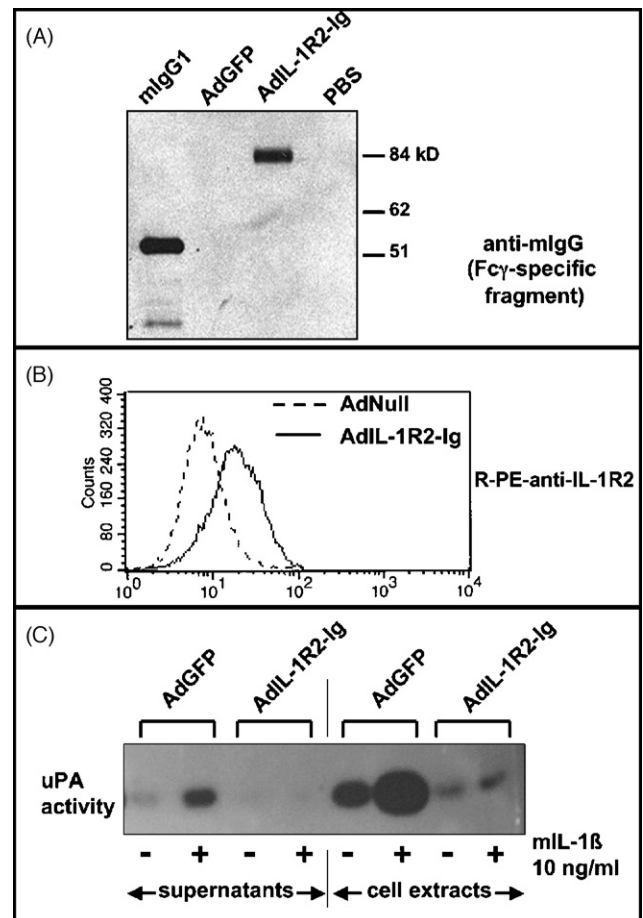 (A)
mIgG1 AdGFP AdIL-1R2-Ig PBS
84 kD
62
51
anti-mIgG
(Fcγ-specific
fragment)
(B)
400
320
240
160
80
0
Counts
AdNull
AdIL-1R2-Ig
R-PE-anti-IL-1R2
10⁰ 10¹ 10² 10³ 10⁴
(C)
AdGFP AdIL-1R2-Ig AdGFP AdIL-1R2-Ig
uPA
activity
- + - + - + - +
mIL-1ß
10 ng/ml
supernatants cell extracts